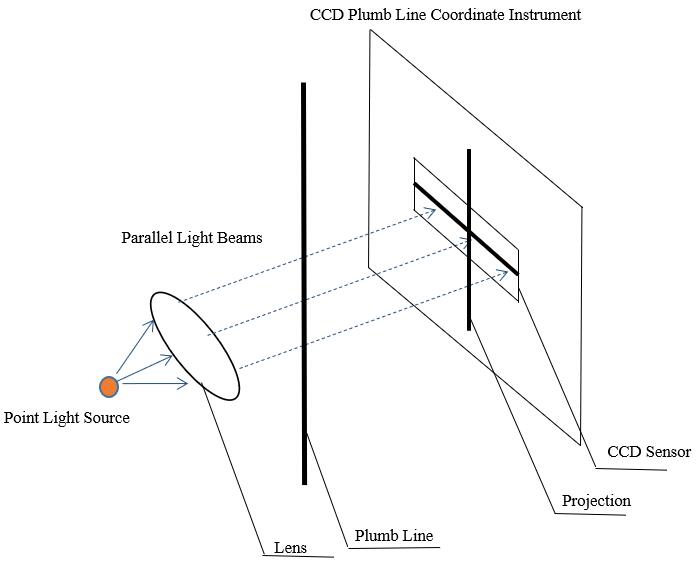 CCD Plumb Line Coordinate Instrument
Parallel Light Beams
Point Light Source
CCD Sensor
Projection
Plumb Line
Lens